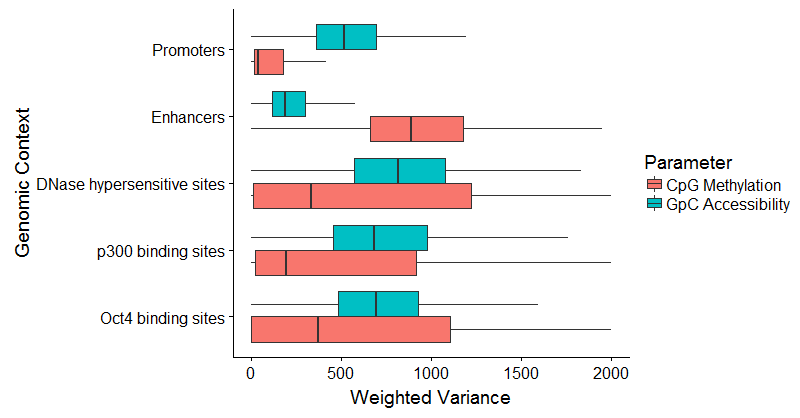 Genomic Context
Promoters
Enhancers
DNase hypersensitive sites
p300 binding sites
Oct4 binding sites
0 500 1000 1500 2000
Weighted Variance
Parameter
CpG Methylation
GpC Accessibility